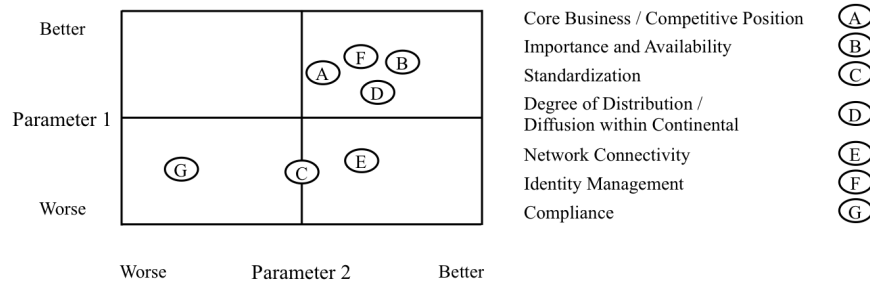 Better
Parameter 1
Worse
F
B
A
D
G
C
E
Worse
Parameter 2
Better
Core Business / Competitive Position
A
Importance and Availability
B
Standardization
C
Degree of Distribution /
Diffusion within Continental
D
Network Connectivity
E
Identity Management
F
Compliance
G